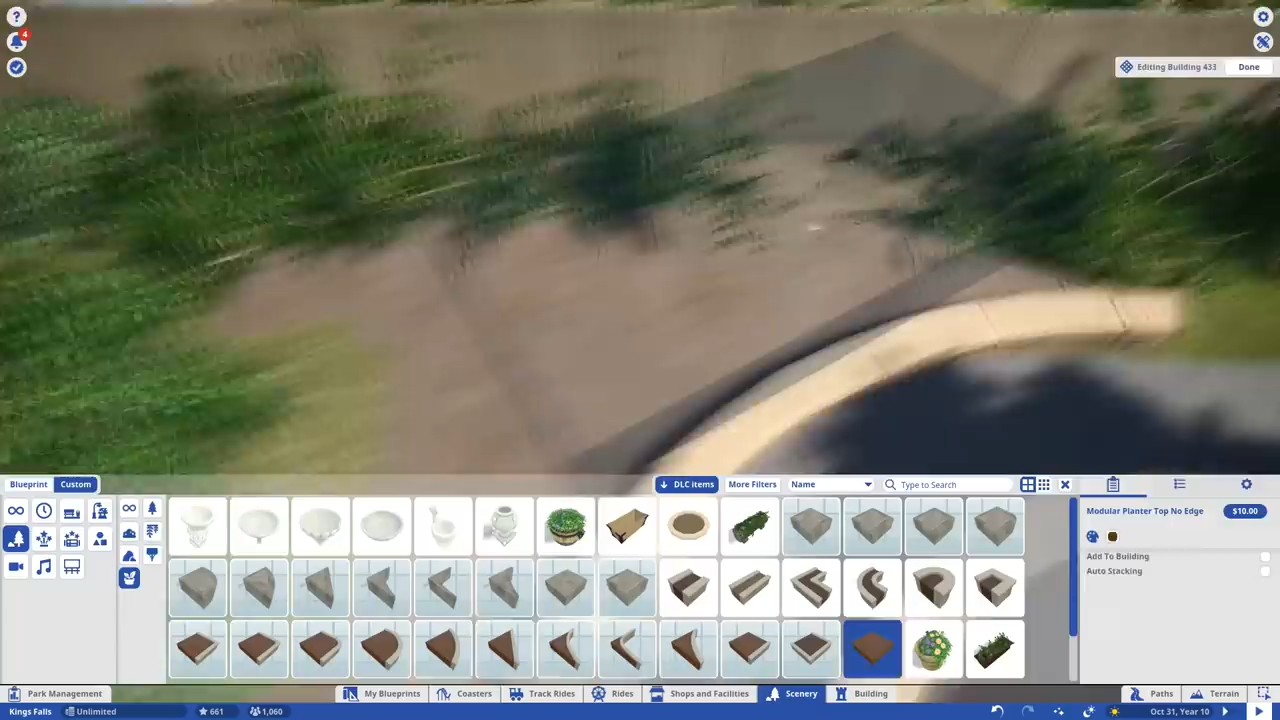 ?
4
Editing Building 433 Done
Blueprint Custom DLC items More Filters Name Type to Search
Modular Planter Top No Edge $10.00
Add To Building
Auto Stacking
Park Management My Blueprints Coasters Track Rides Rides Shops and Facilities Scenery Building Paths Terrain
Kings Falls Unlimited 661 1,060 Oct 31, Year 10